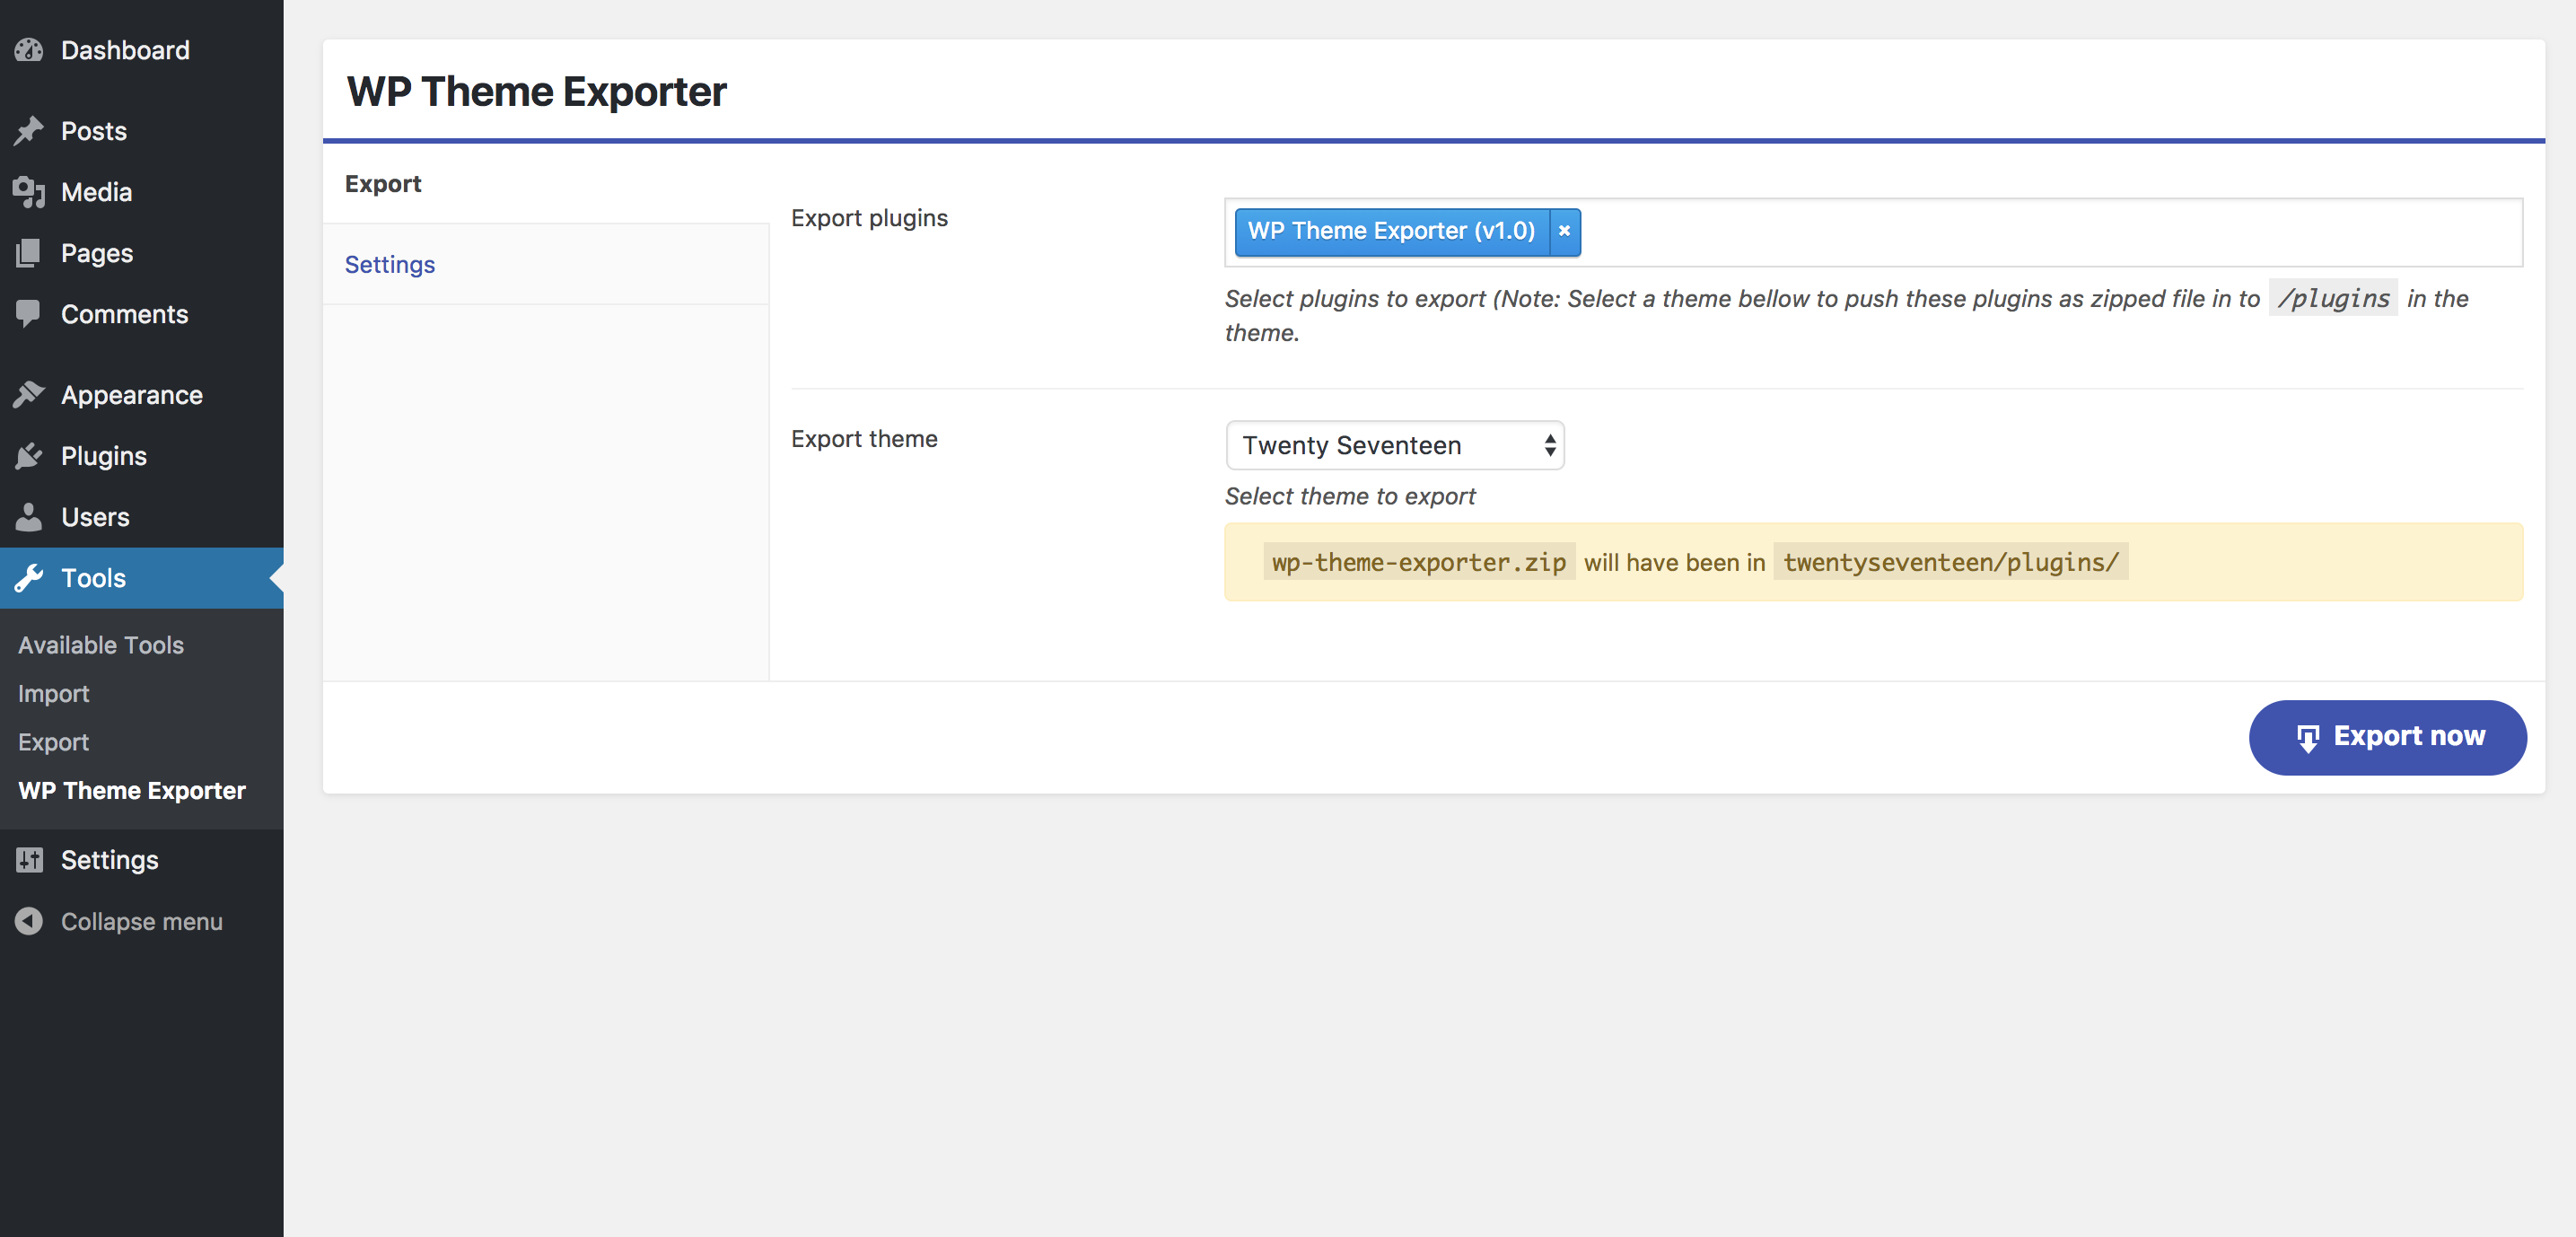 Dashboard
Posts
Media
Pages
Comments
Appearance
Plugins
Users
Tools
Available Tools
Import
Export
WP Theme Exporter
Settings
Collapse menu
WP Theme Exporter
Export
Settings
Export plugins
WP Theme Exporter (v1.0) ×
Select plugins to export (Note: Select a theme bellow to push these plugins as zipped file in to /plugins in the
theme.
Export theme
Twenty Seventeen
Select theme to export
wp-theme-exporter.zip will have been in twentyseventeen/plugins/
Export now